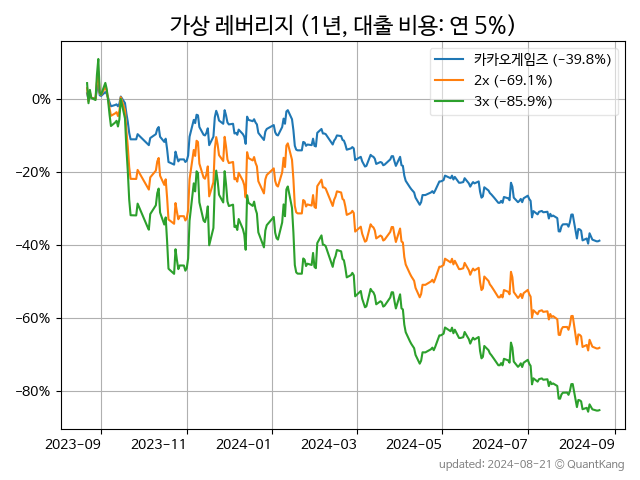 가상 레버리지 (1년, 대출 비용: 연 5%)
카카오게임즈 (−39.8%)
2x (−69.1%)
3x (−85.9%)
0%
−20%
−40%
−60%
−80%
2023-09 2023-11 2024-01 2024-03 2024-05 2024-07 2024-09
updated: 2024-08-21 © QuantKang